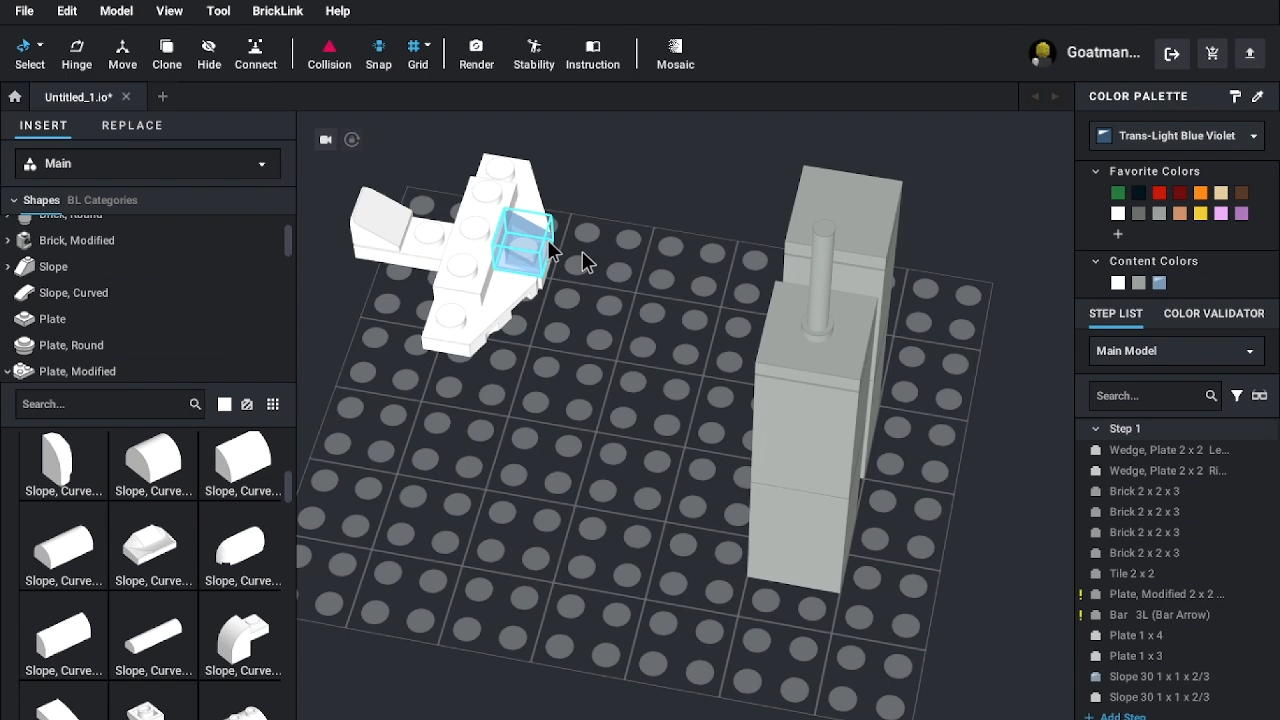 File Edit Model View Tool BrickLink Help
Select Hinge Move Clone Hide Connect Collision Snap Grid Render Stability Instruction Mosaic Goatman...
Untitled_1.io*
INSERT REPLACE
Main
Shapes BL Categories
Brick, Round
Brick, Modified
Slope
Slope, Curved
Plate
Plate, Round
Plate, Modified
Search...
Slope, Curve... Slope, Curve... Slope, Curve...
Slope, Curve... Slope, Curve... Slope, Curve...
Slope, Curve... Slope, Curve... Slope, Curve...
COLOR PALETTE
Trans-Light Blue Violet
Favorite Colors
Content Colors
STEP LIST COLOR VALIDATOR
Main Model
Search...
Step 1
Wedge, Plate 2 x 2 Le...
Wedge, Plate 2 x 2 Ri...
Brick 2 x 2 x 3
Brick 2 x 2 x 3
Brick 2 x 2 x 3
Brick 2 x 2 x 3
Tile 2 x 2
! Plate, Modified 2 x 2 ...
! Bar 3L (Bar Arrow)
Plate 1 x 4
Plate 1 x 3
Slope 30 1 x 1 x 2/3
Slope 30 1 x 1 x 2/3
+ Add Step